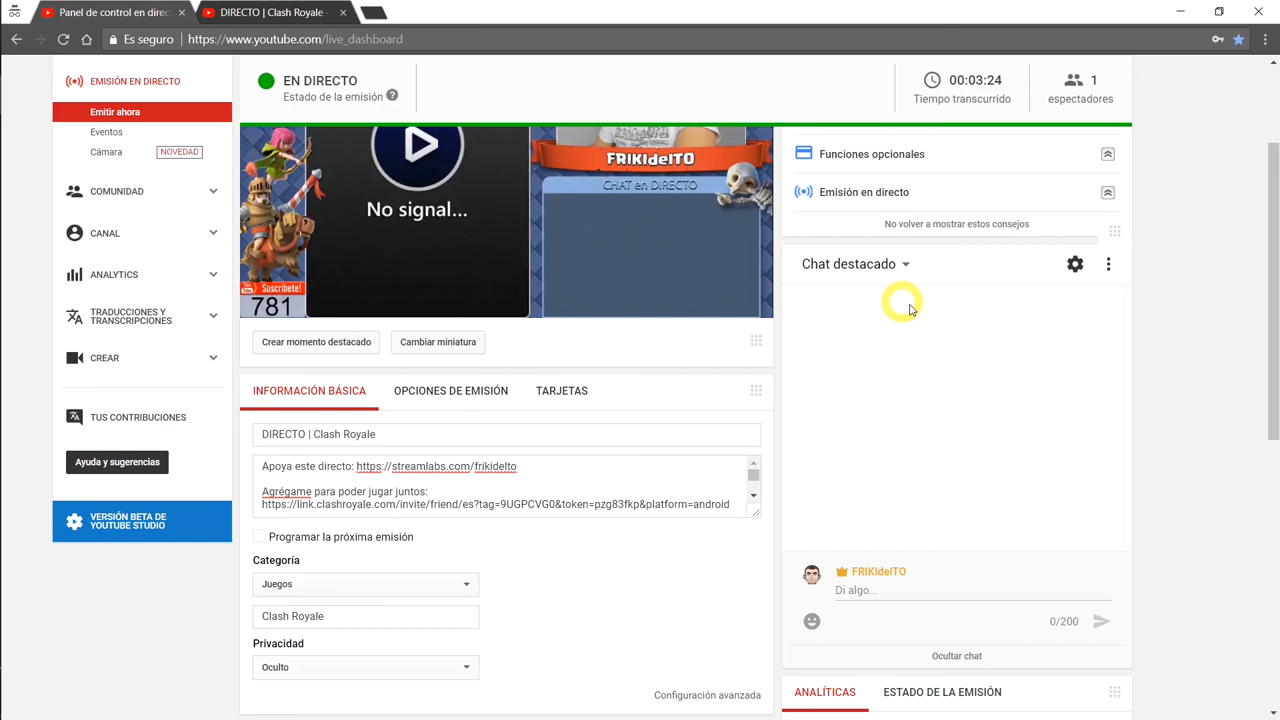 Panel de control en direct
DIRECTO | Clash Royale -
Es seguro
https://www.youtube.com/live_dashboard
EMISIÓN EN DIRECTO
Emitir ahora
Eventos
Cámara
NOVEDAD
COMUNIDAD
CANAL
ANALYTICS
TRADUCCIONES Y
TRANSCRIPCIONES
CREAR
TUS CONTRIBUCIONES
Ayuda y sugerencias
VERSIÓN BETA DE
YOUTUBE STUDIO
EN DIRECTO
Estado de la emisión
00:03:24
Tiempo transcurrido
1
espectadores
No signal...
FRIKIdelTO
CHAT en DIRECTO
You Tube
Suscríbete!
781
Crear momento destacado
Cambiar miniatura
INFORMACIÓN BÁSICA
OPCIONES DE EMISIÓN
TARJETAS
DIRECTO | Clash Royale
Apoya este directo: https://streamlabs.com/frikidelto
Agrégame para poder jugar juntos:
https://link.clashroyale.com/invite/friend/es?tag=9UGPCVG0&token=pzg83fkp&platform=android
Programar la próxima emisión
Categoría
Juegos
Clash Royale
Privacidad
Oculto
Configuración avanzada
Funciones opcionales
Emisión en directo
No volver a mostrar estos consejos
Chat destacado
FRIKIdelTO
Di algo...
0/200
Ocultar chat
ANALÍTICAS
ESTADO DE LA EMISIÓN